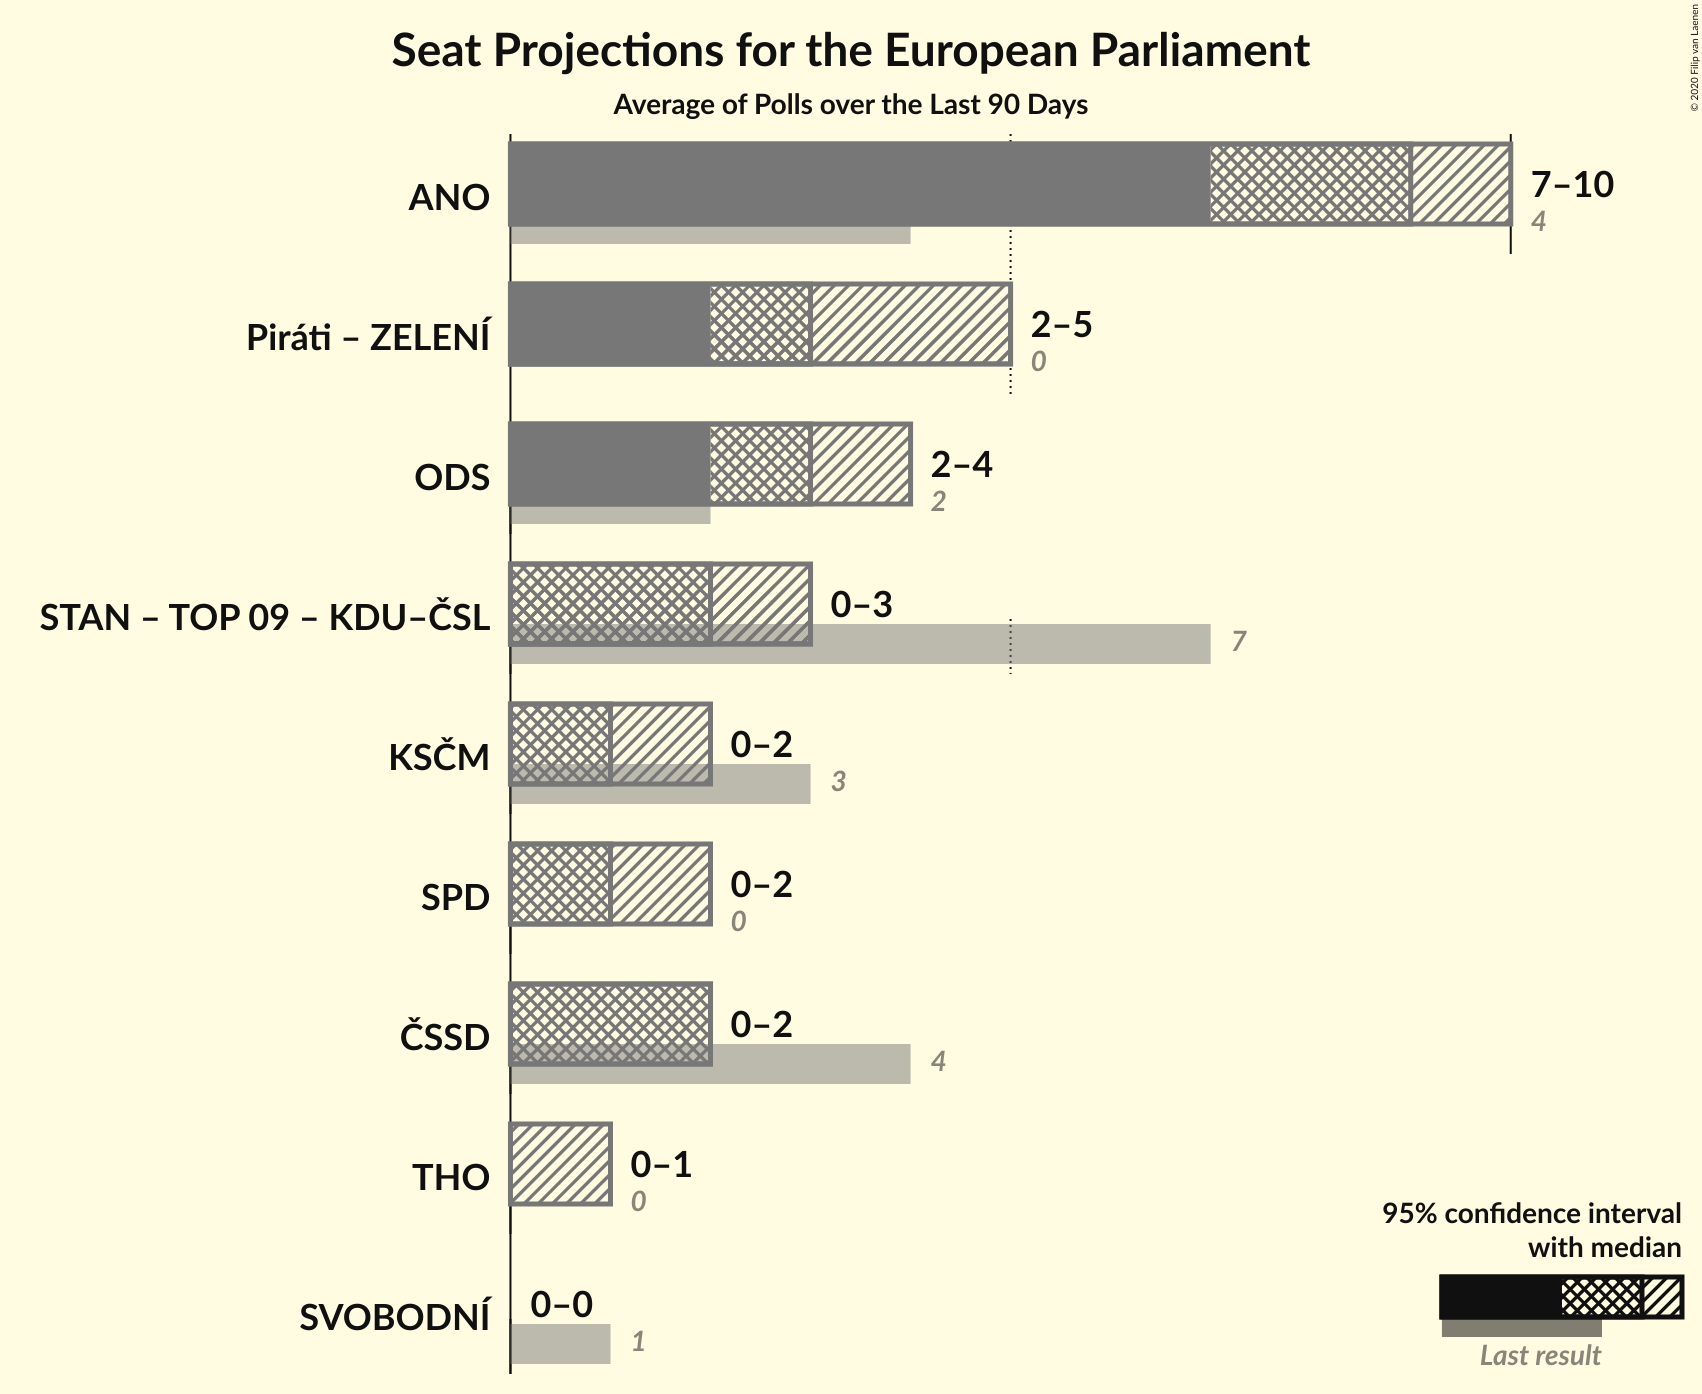 Seat Projections for the European Parliament
Average of Polls over the Last 90 Days
© 2020 Filip van Laenen
ANO
7–10
4
Piráti – ZELENÍ
2–5
0
ODS
2–4
2
STAN – TOP 09 – KDU–ČSL
0–3
7
KSČM
0–2
3
SPD
0–2
0
ČSSD
0–2
4
THO
0–1
0
SVOBODNÍ
0–0
1
95% confidence interval
with median
Last result